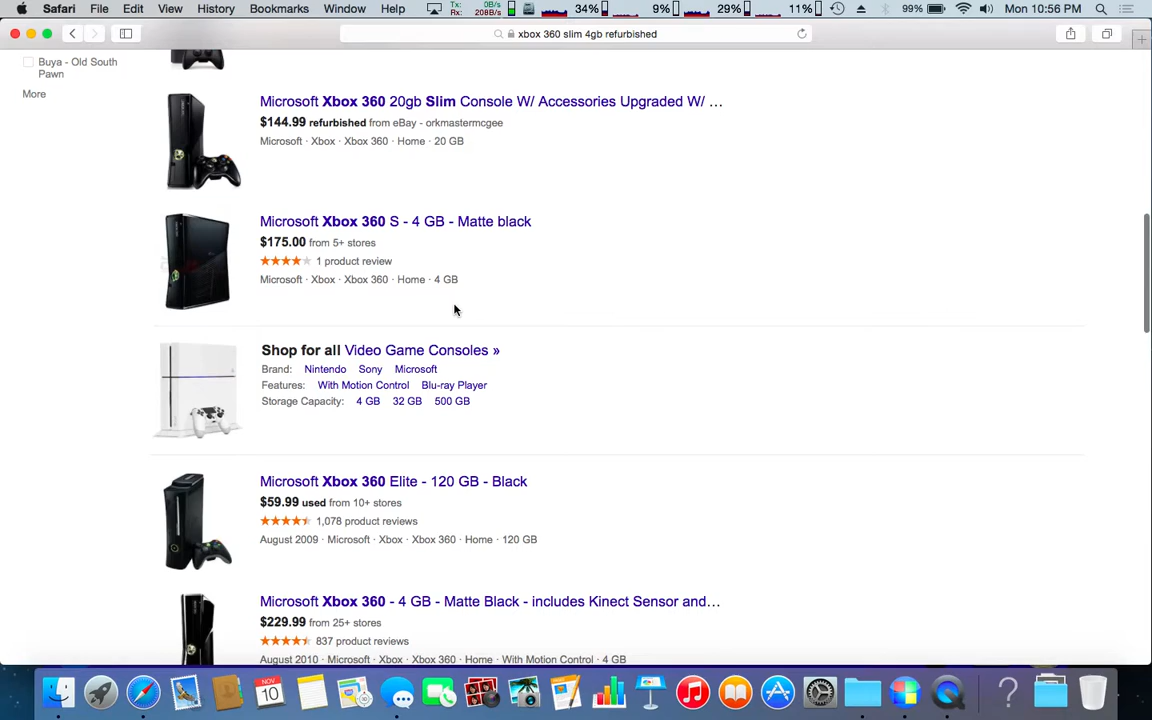 Safari File Edit View History Bookmarks Window Help Tx: 0B/s Rx: 208B/s 34% 9% 29% 11% 99% Mon 10:56 PM
xbox 360 slim 4gb refurbished
Buya - Old South
Pawn
More
Microsoft Xbox 360 20gb Slim Console W/ Accessories Upgraded W/ ...
$144.99 refurbished from eBay - orkmastermcgee
Microsoft · Xbox · Xbox 360 · Home · 20 GB
Microsoft Xbox 360 S - 4 GB - Matte black
$175.00 from 5+ stores
1 product review
Microsoft · Xbox · Xbox 360 · Home · 4 GB
Shop for all Video Game Consoles »
Brand: Nintendo Sony Microsoft
Features: With Motion Control Blu-ray Player
Storage Capacity: 4 GB 32 GB 500 GB
Microsoft Xbox 360 Elite - 120 GB - Black
$59.99 used from 10+ stores
1,078 product reviews
August 2009 · Microsoft · Xbox · Xbox 360 · Home · 120 GB
Microsoft Xbox 360 - 4 GB - Matte Black - includes Kinect Sensor and...
$229.99 from 25+ stores
837 product reviews
August 2010 · Microsoft · Xbox · Xbox 360 · Home · With Motion Control · 4 GB
NOV
10